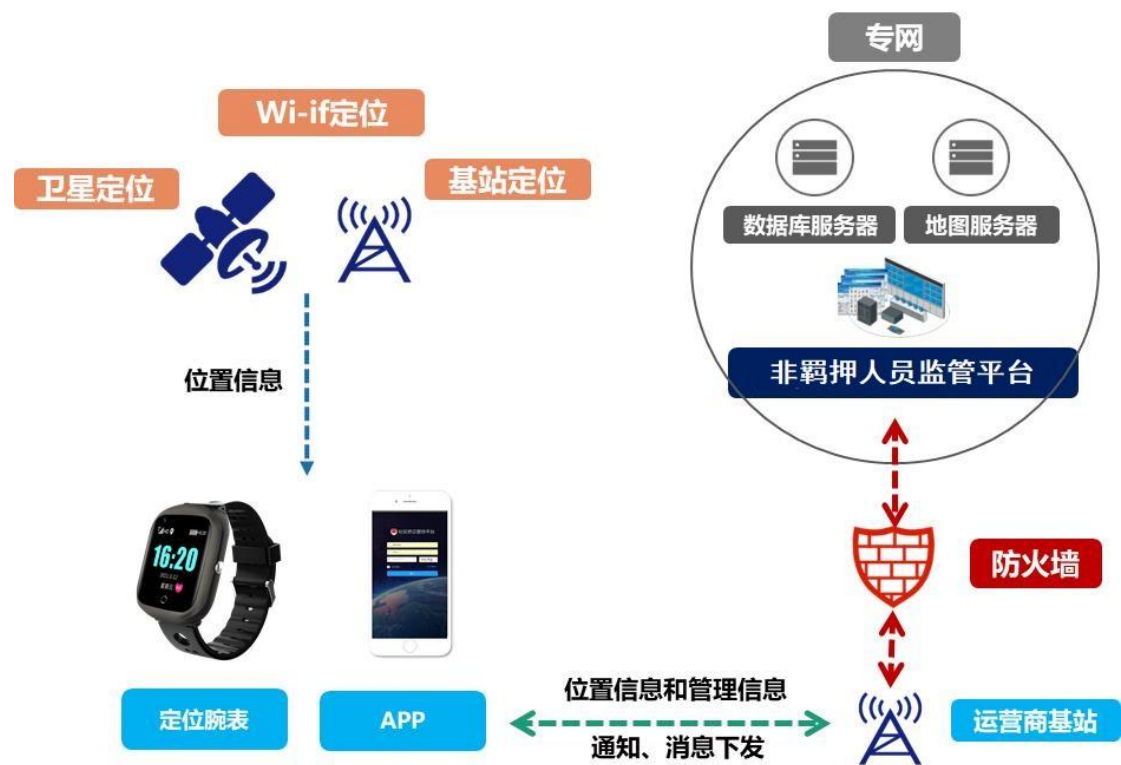 专网
Wi-if定位
卫星定位
基站定位
数据库服务器
地图服务器
非羁押人员监管平台
位置信息
16:20
防火墙
定位腕表
APP
位置信息和管理信息
通知、消息下发
运营商基站